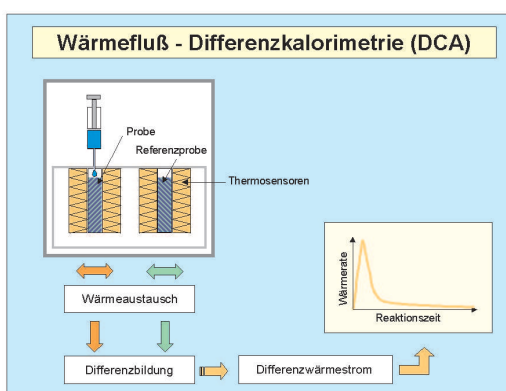 Wärmefluß - Differenzkalorimetrie (DCA)
Probe
Referenzprobe
Thermosensoren
Wärmeaustausch
Wärmerate
Reaktionszeit
Differenzbildung
Differenzwärmestrom